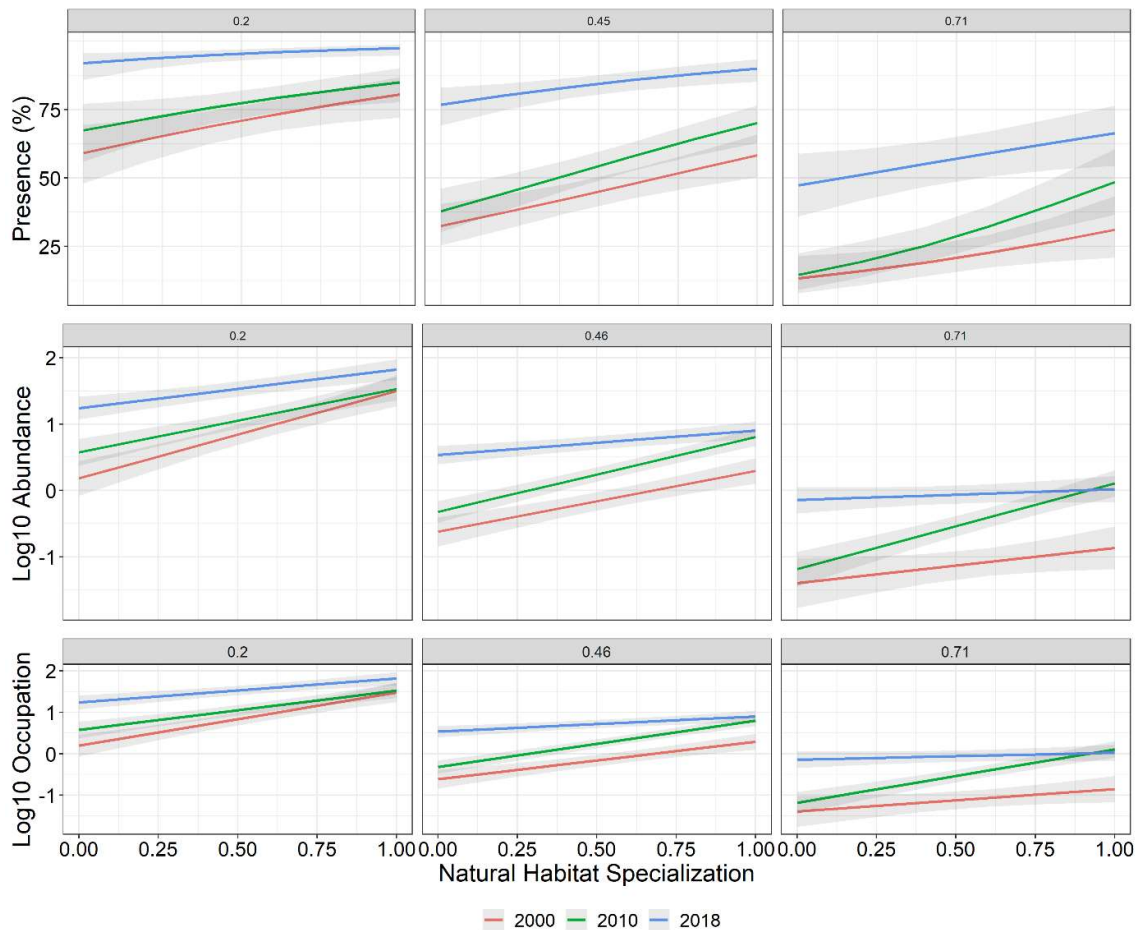 0.2 0.45 0.71
Presence (%)
75
50
25
0.2 0.46 0.71
Log10 Abundance
2
1
0
-1
0.2 0.46 0.71
Log10 Occupation
2
1
0
-1
0.00 0.25 0.50 0.75 1.00 0.00 0.25 0.50 0.75 1.00 0.00 0.25 0.50 0.75 1.00
Natural Habitat Specialization
2000 2010 2018